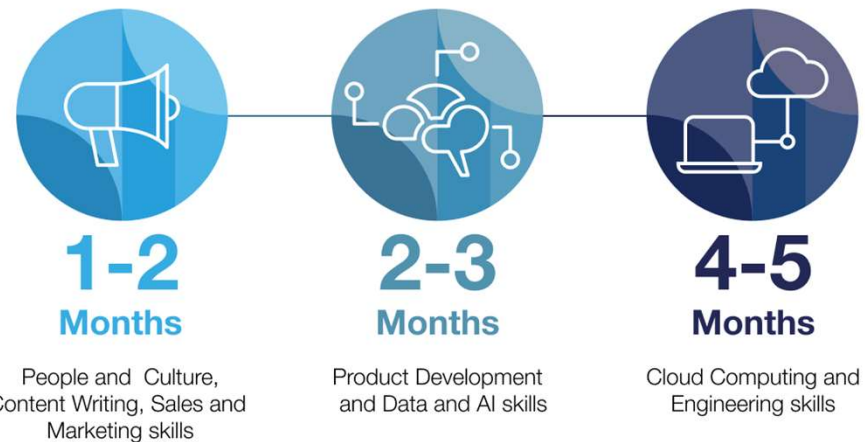 1-2
Months
People and Culture,
Content Writing, Sales and
Marketing skills
2-3
Months
Product Development
and Data and AI skills
4-5
Months
Cloud Computing and
Engineering skills